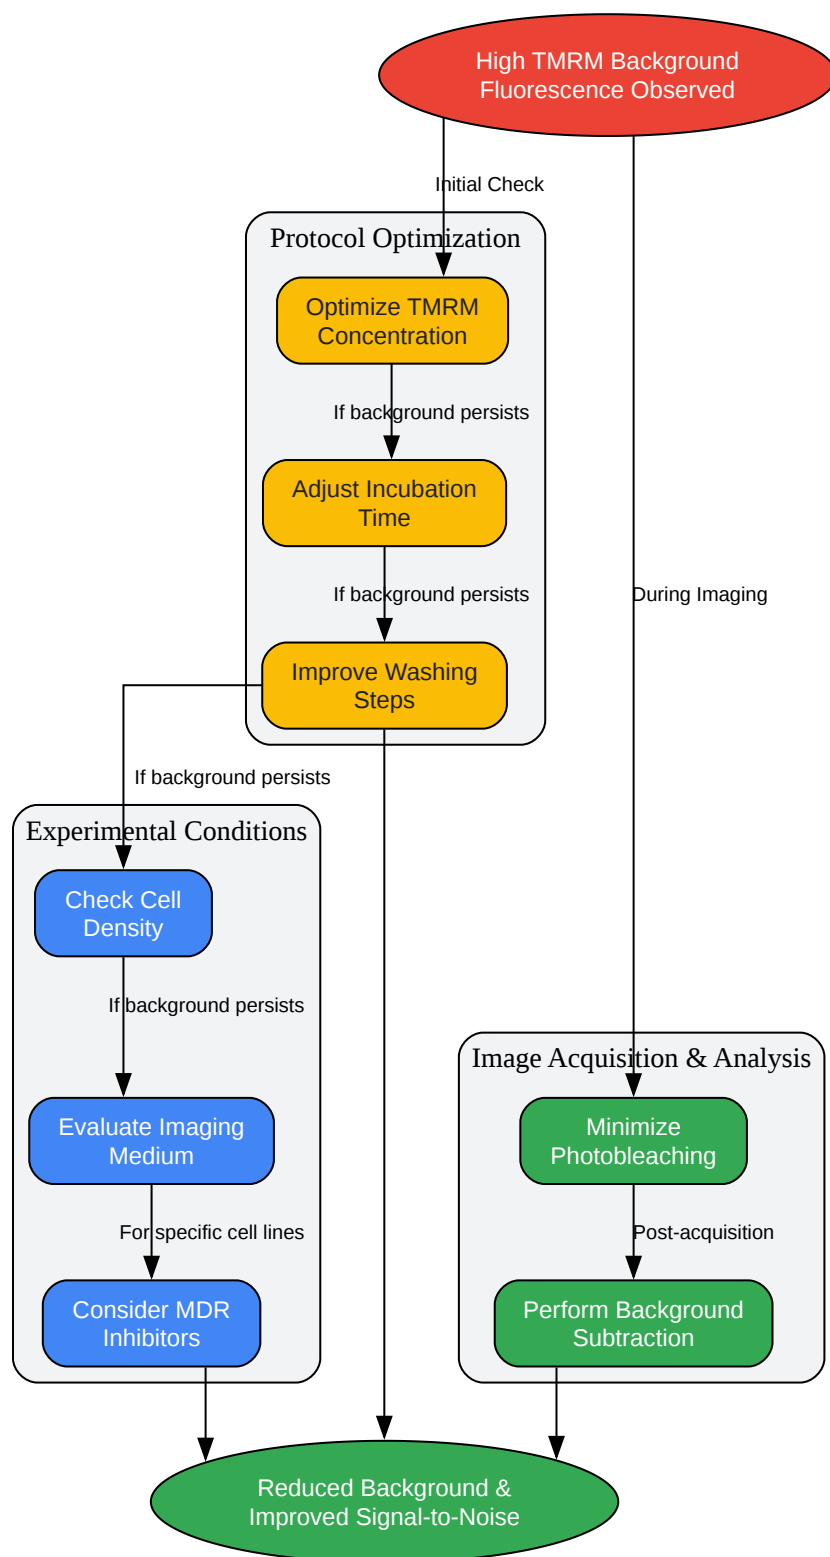 High TMRM Background
Fluorescence Observed
Initial Check
Protocol Optimization
Optimize TMRM
Concentration
If background persists
Adjust Incubation
Time
If background persists
During Imaging
Improve Washing
Steps
If background persists
Experimental Conditions
Check Cell
Density
If background persists
Image Acquisition & Analysis
Evaluate Imaging
Medium
Minimize
Photobleaching
For specific cell lines
Post-acquisition
Consider MDR
Inhibitors
Perform Background
Subtraction
Reduced Background &
Improved Signal-to-Noise